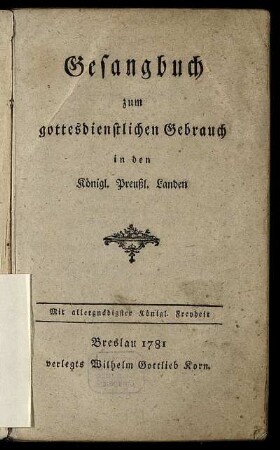 Gesangbuch
zum
gottesdienstlichen Gebrauch
in den
Königl. Preußl. Landen
Mit allergnädigster Königl. Freyheit
Breslau 1781
verlegts Wilhelm Gottlieb Korn.